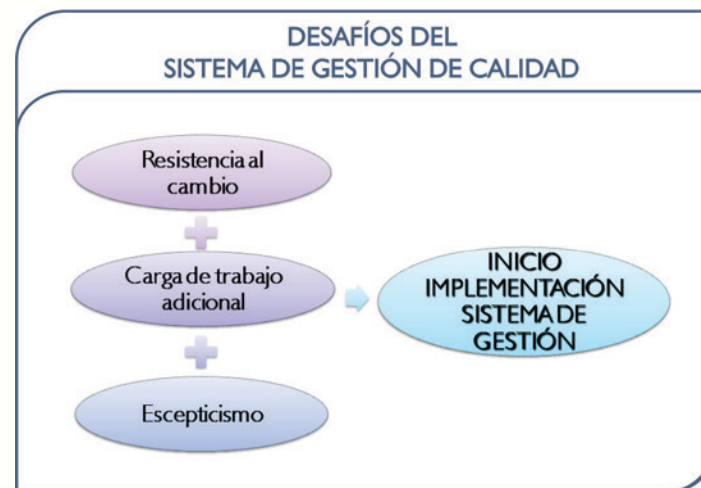 DESAFÍOS DEL
SISTEMA DE GESTIÓN DE CALIDAD
Resistencia al
cambio
Carga de trabajo
adicional
Escepticismo
INICIO
IMPLEMENTACIÓN
SISTEMA DE
GESTIÓN